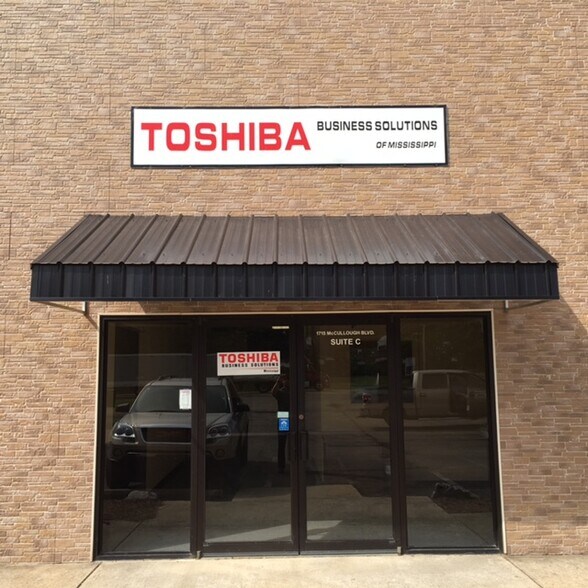 TOSHIBA BUSINESS SOLUTIONS
OF MISSISSIPPI
1715 McCULLOUGH BLVD.
SUITE C
TOSHIBA
BUSINESS SOLUTIONS